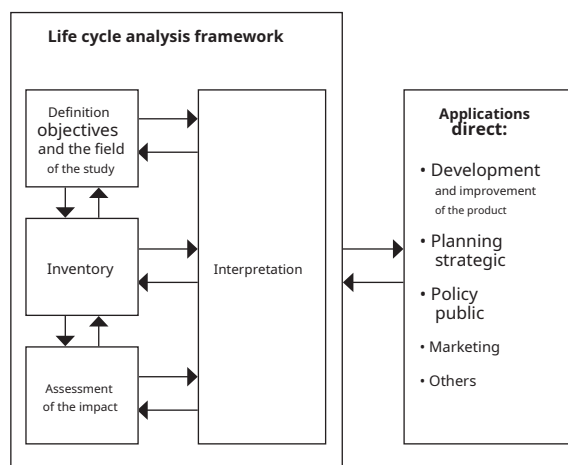 Life cycle analysis framework
Definition
objectives
and the field
of the study
Inventory
Assessment
of the impact
Interpretation
Applications
direct:
• Development
and improvement
of the product
• Planning
strategic
• Policy
public
• Marketing
• Others